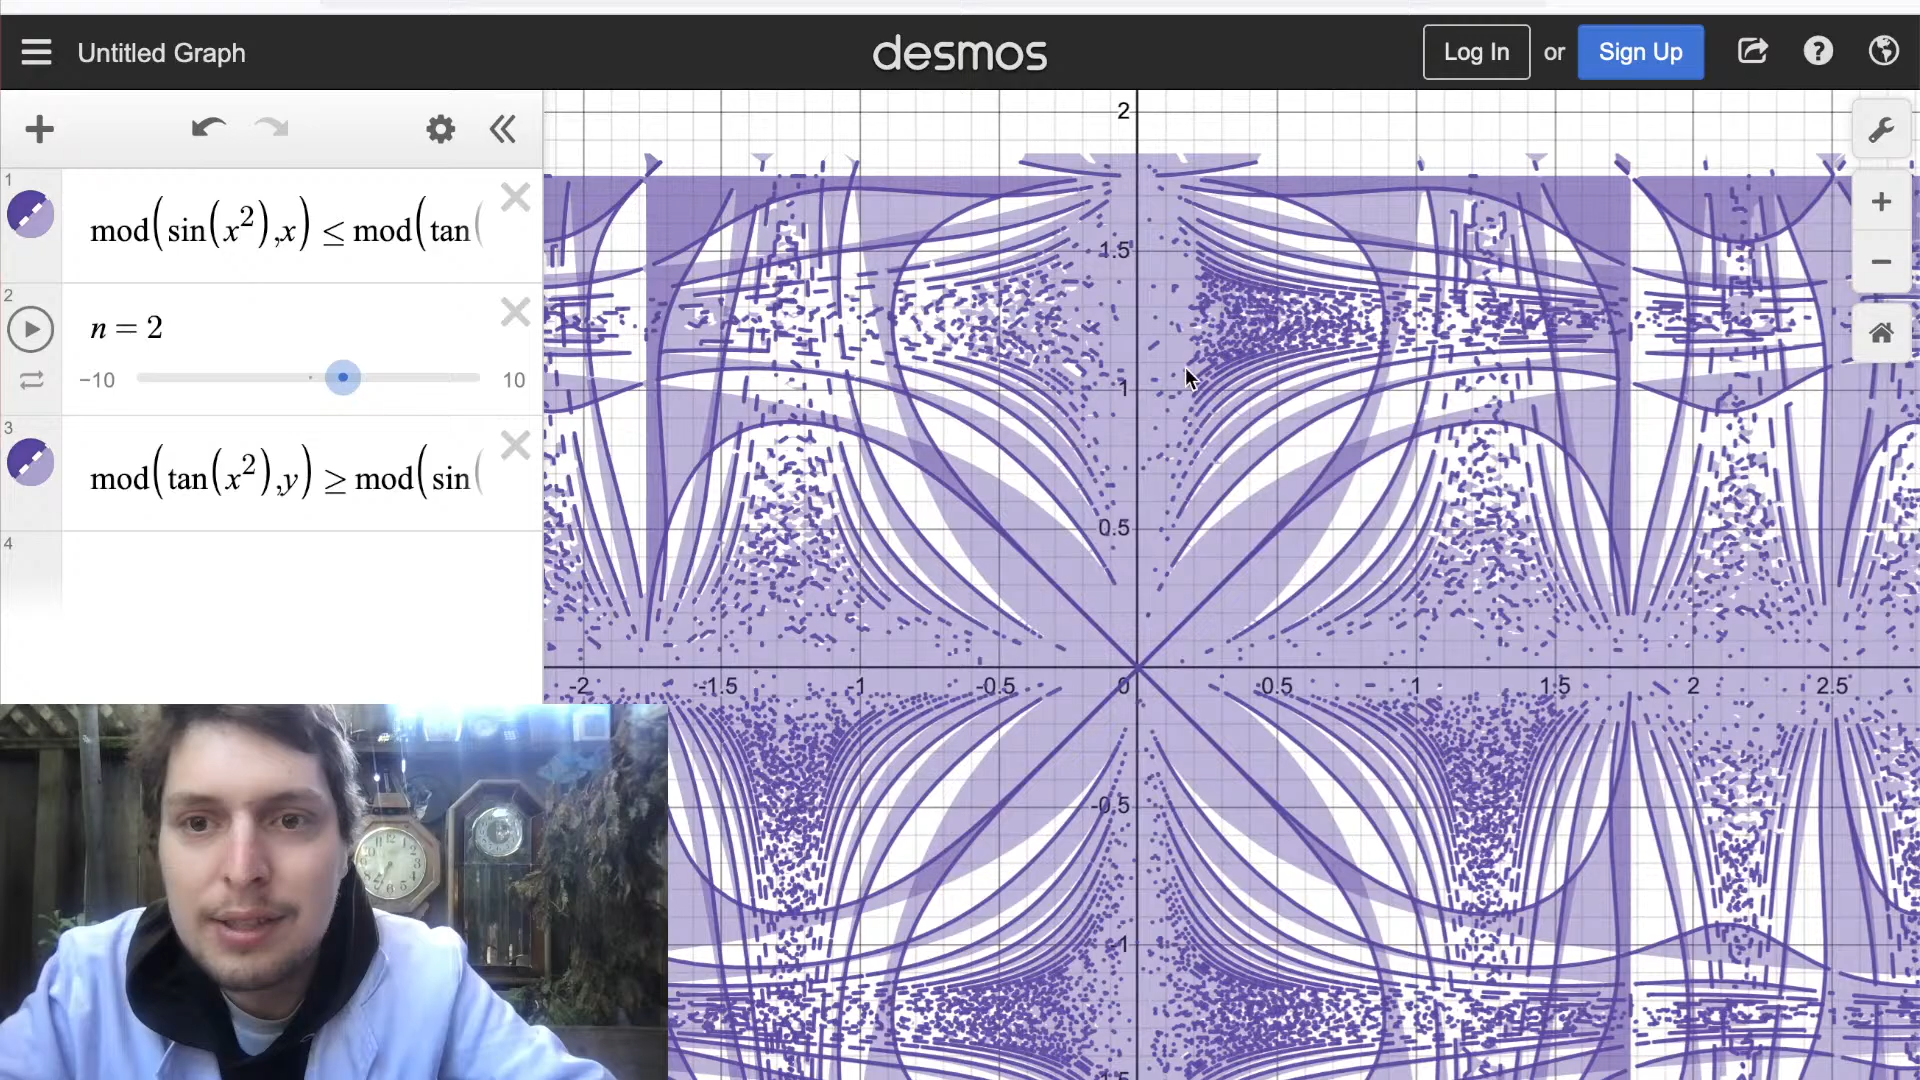 Untitled Graph
desmos
Log In or Sign Up
1
mod(sin(x²),x) ≤ mod(tan(
2
n = 2
−10 10
3
mod(tan(x²),y) ≥ mod(sin(
4
2
1.5
1
0.5
-2 -1.5 -1 -0.5 0 0.5 1 1.5 2 2.5
-0.5
-1
-1.5